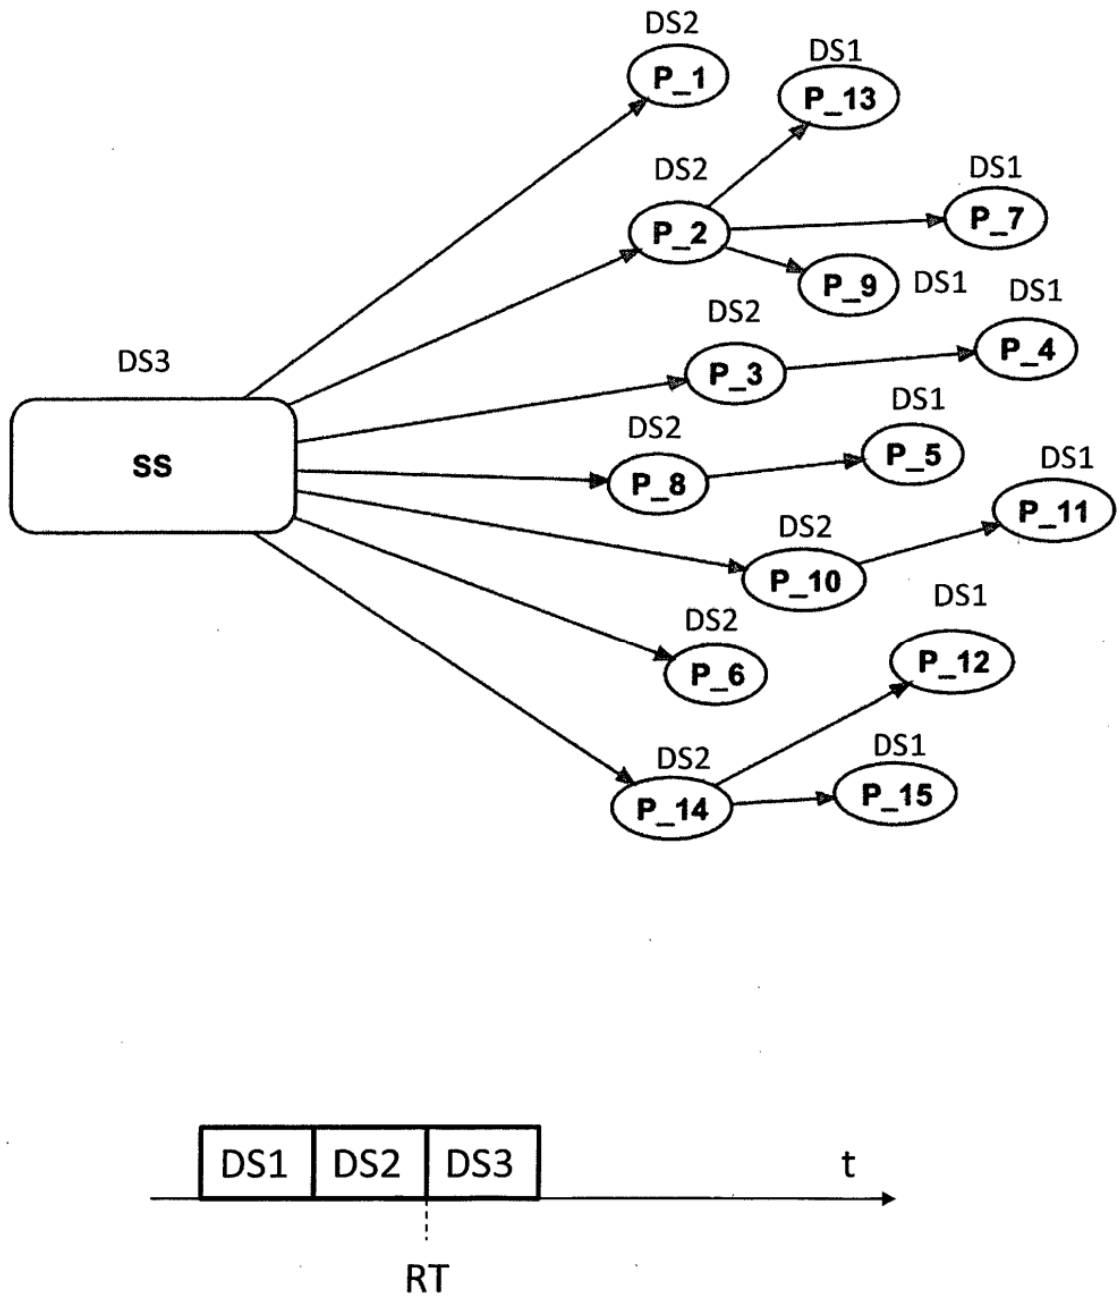 DS2
P_1
DS1
P_13
DS2
P_2
DS1
P_7
P_9
DS1
DS1
DS2
P_3
P_4
DS3
SS
DS1
DS2
P_5
P_8
DS1
P_11
DS2
P_10
DS1
P_12
DS2
P_6
DS2
P_14
DS1
P_15
DS1 DS2 DS3 t
RT